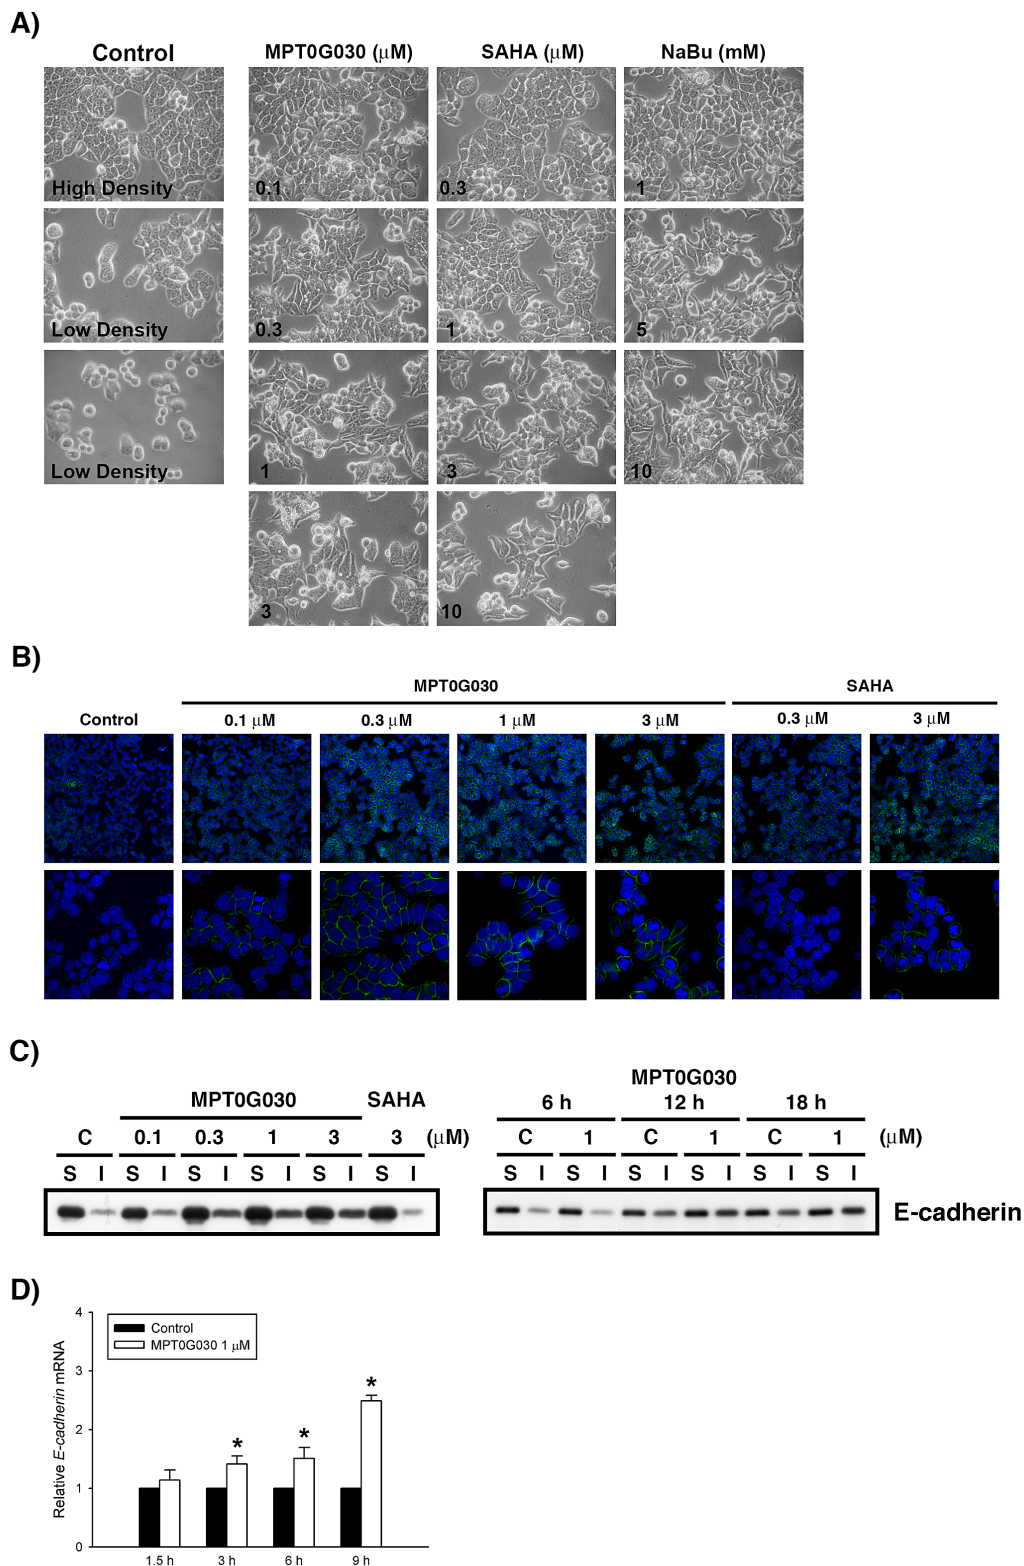 A)
Control MPT0G030 (μM) SAHA (μM) NaBu (mM)
High Density 0.1 0.3 1
Low Density 0.3 1 5
Low Density 1 3 10
3 10
B)
MPT0G030 SAHA
Control 0.1 μM 0.3 μM 1 μM 3 μM 0.3 μM 3 μM
C)
MPT0G030 SAHA
C 0.1 0.3 1 3 3 (μM)
S I S I S I S I S I S I
MPT0G030
6 h 12 h 18 h
C 1 C 1 C 1 (μM)
S I S I S I S I S I S I
E-cadherin
D)
Relative E-cadherin mRNA
4
3
2
1
0
Control
MPT0G030 1 μM
* * *
1.5 h 3 h 6 h 9 h